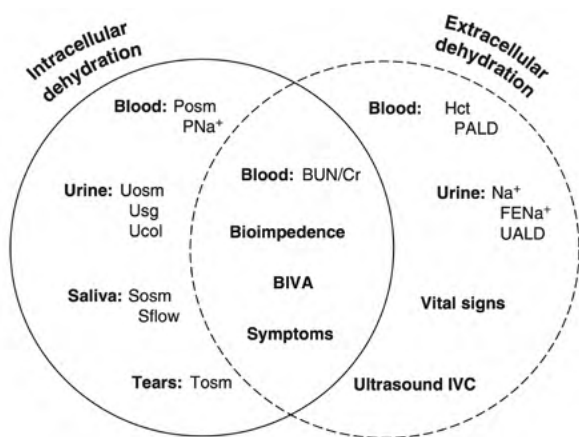 Intracellular
dehydration
Extracellular
dehydration
Blood: Posm
PNa⁺
Urine: Uosm
Usg
Ucol
Saliva: Sosm
Sflow
Tears: Tosm
Blood: BUN/Cr
Bioimpedence
BIVA
Symptoms
Blood: Hct
PALD
Urine: Na⁺
FENa⁺
UALD
Vital signs
Ultrasound IVC